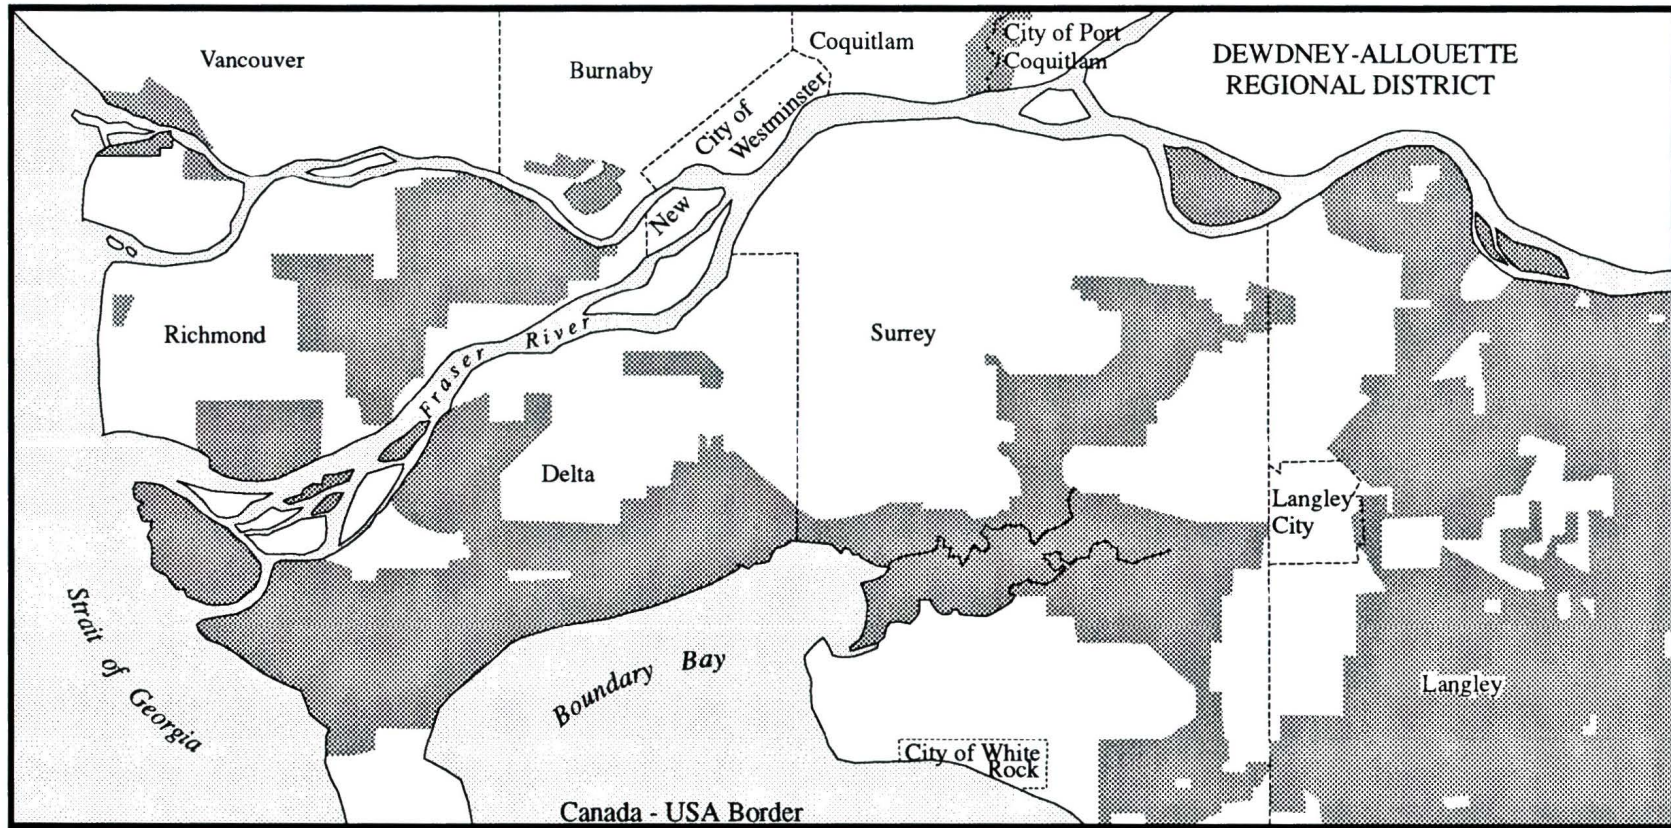 Vancouver
Burnaby
Coquitlam
City of Port
Coquitlam
DEWDNEY-ALLOUETTE
REGIONAL DISTRICT
City of
Westminster
New
Richmond
Fraser River
Surrey
Delta
Langley
City
Strait of Georgia
Boundary Bay
Langley
City of White
Rock
Canada - USA Border